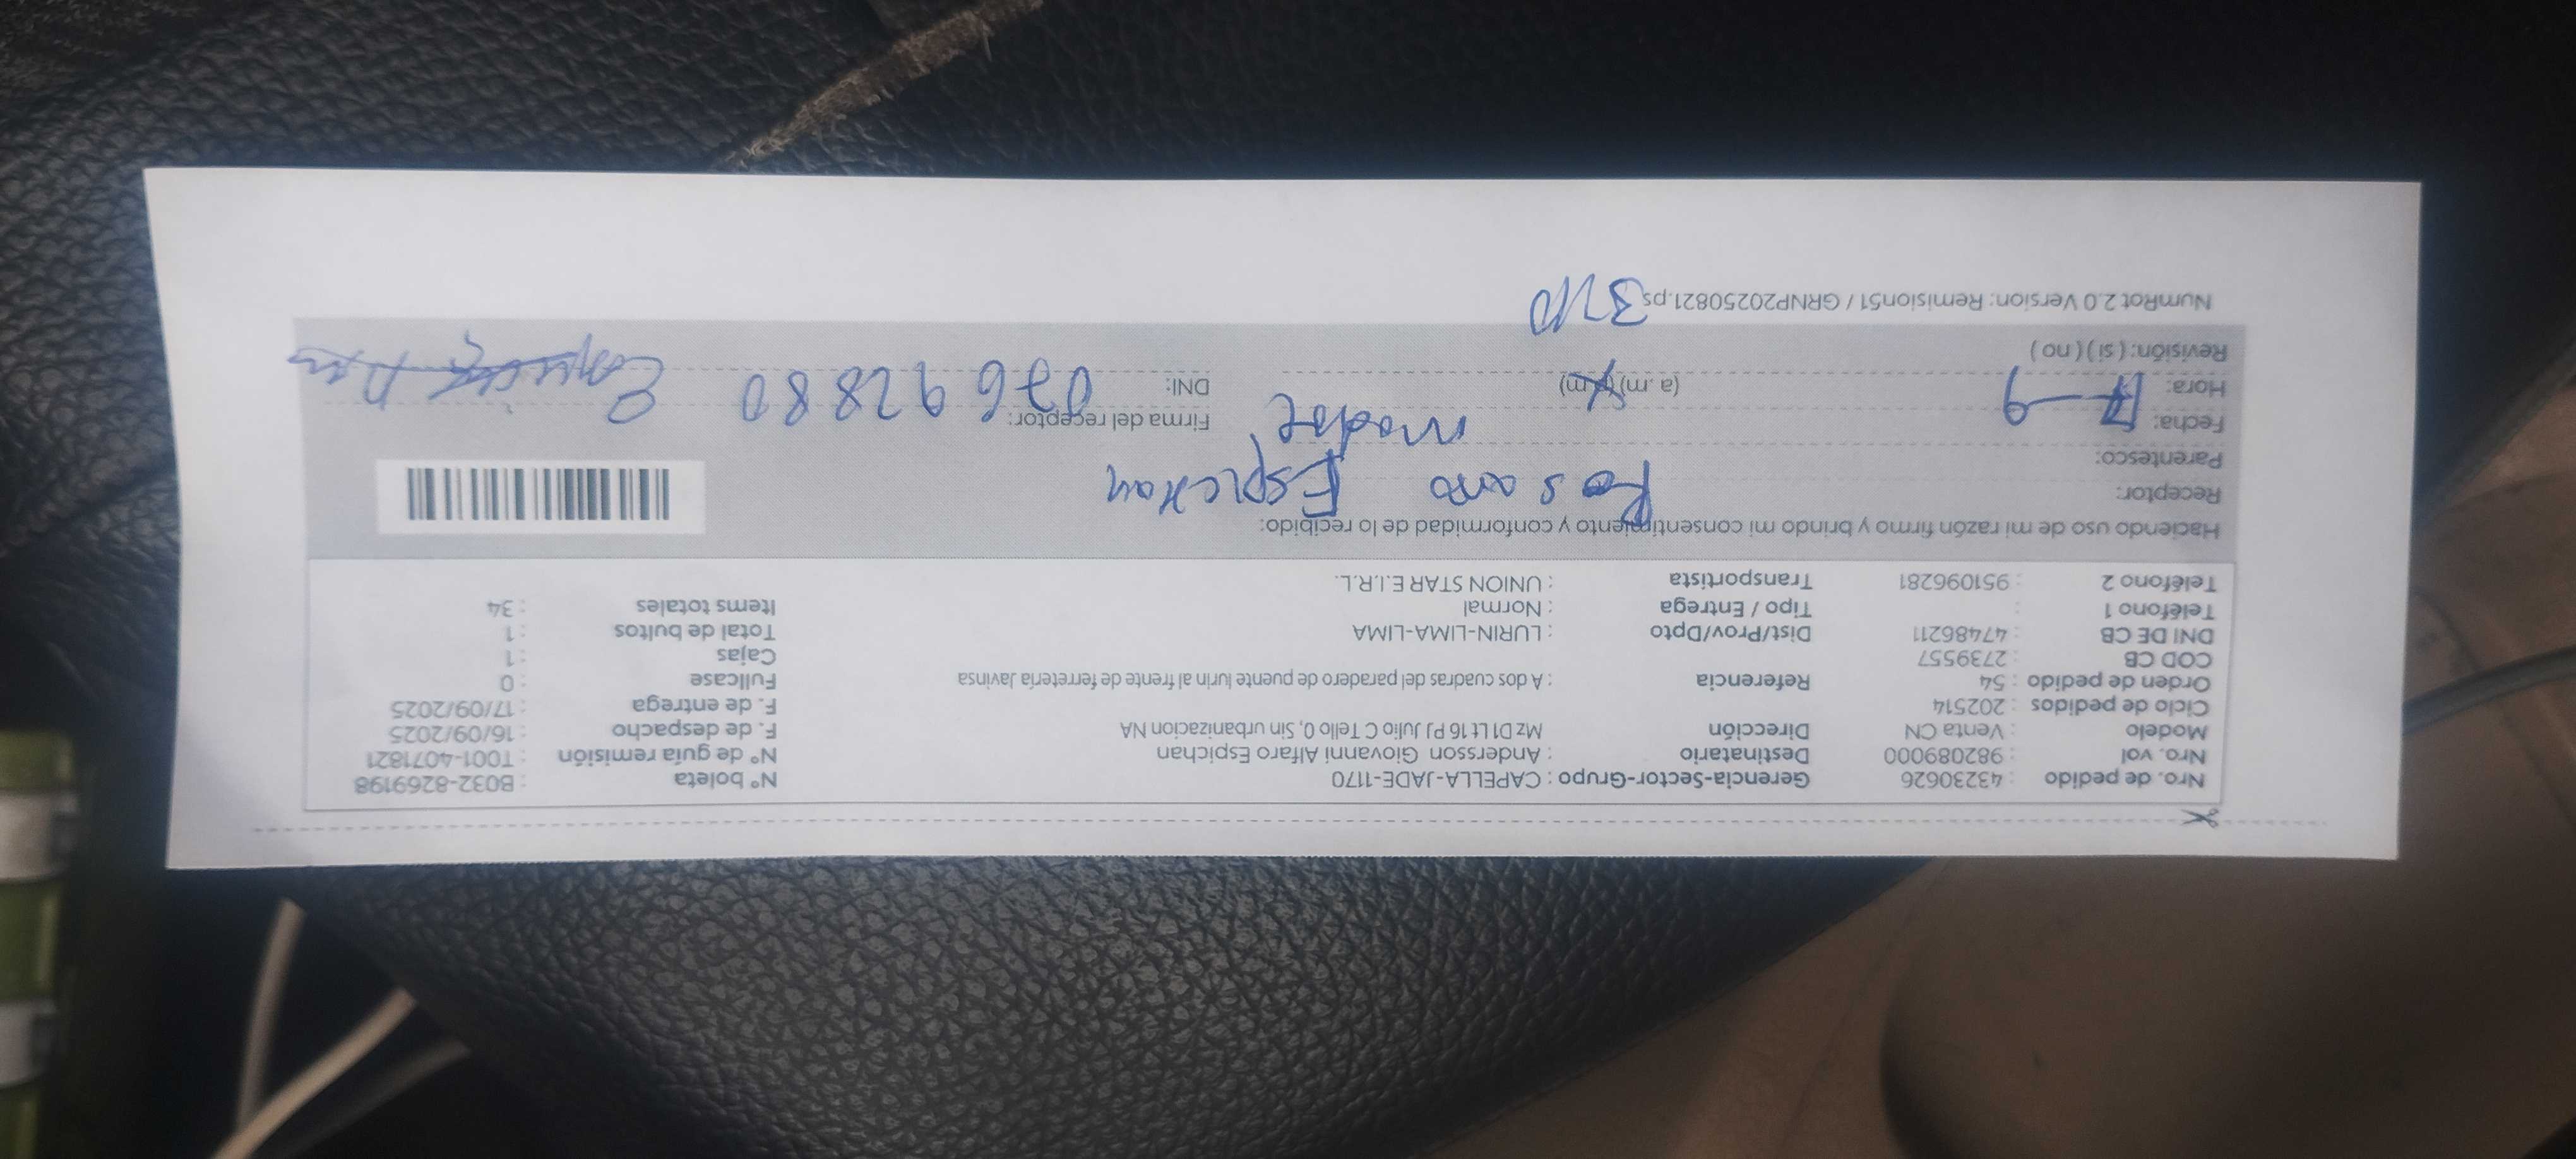 Nro. de pedido : 43230626 Gerencia-Sector-Grupo : CAPELLA-JADE-1170 N° boleta : B032-8269198
Nro. vol : 982089000 Destinatario : Andersson Giovanni Alfaro Espichan N° de guía remisión : T001-4071821
Modelo : Venta CN Dirección Mz D1 Lt 16 PJ Julio C Tello 0, Sin urbanizacion NA F. de despacho : 16/09/2025
Ciclo de pedidos : 202514 F. de entrega : 17/09/2025
Orden de pedido : 54 Referencia : A dos cuadras del paradero de puente lurin al frente de ferreteria Javinsa Fullcase : 0
COD CB : 2739557 Cajas : 1
DNI DE CB : 47486211 Dist/Prov/Dpto : LURIN-LIMA-LIMA Total de bultos : 1
Teléfono 1 : Tipo / Entrega : Normal Items totales : 34
Teléfono 2 : 951096281 Transportista : UNION STAR E.I.R.L.
Haciendo uso de mi razón firmo y brindo mi consentimiento y conformidad de lo recibido:
Receptor: Espichan
Parentesco: madre
Fecha: 17-9 Firma del receptor:
Hora: (a.m) (p.m) DNI: 07692880
Revisión: ( si ) ( no )
NumRot 2.0 Version: Remision51 / GRNP20250821.ps